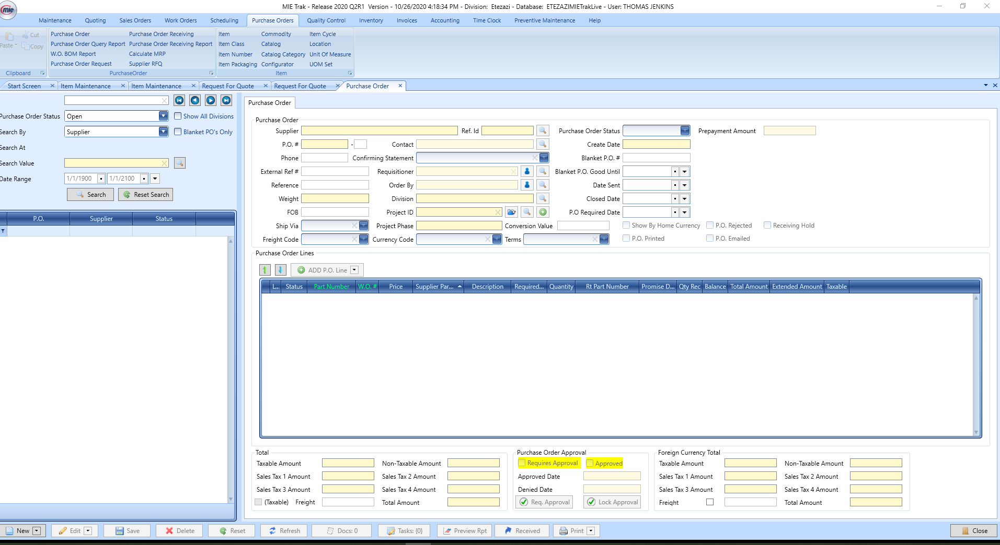 MIE Trak - Release 2020 Q2R1 Version - 10/26/2020 4:18:34 PM - Division: Etezazi - Database: ETEZAZIMIETrakLive - User: THOMAS JENKINS
mie
Maintenance Quoting Sales Orders Work Orders Scheduling Purchase Orders Quality Control Inventory Invoices Accounting Time Clock Preventive Maintenance Help
Paste Cut Copy
Clipboard
Purchase Order Purchase Order Receiving
Purchase Order Query Report Purchase Order Receiving Report
W.O. BOM Report Calculate MRP
Purchase Order Request Supplier RFQ
PurchaseOrder
Item Commodity Item Cycle
Item Class Catalog Location
Item Number Catalog Category Unit Of Measure
Item Packaging Configurator UOM Set
Item
Start Screen Item Maintenance Item Maintenance Request For Quote Request For Quote Purchase Order
Purchase Order Status Open Show All Divisions
Search By Supplier Blanket PO's Only
Search At
Search Value
Date Range 1/1/1900 1/1/2100
Search Reset Search
P.O. Supplier Status
Purchase Order
Purchase Order
Supplier Ref. Id Purchase Order Status Prepayment Amount
P.O. # - Contact Create Date
Phone Confirming Statement Blanket P.O. #
External Ref # Requisitioner Blanket P.O. Good Until
Reference Order By Date Sent
Weight Division Closed Date
FOB Project ID P.O Required Date
Ship Via Project Phase Conversion Value Show By Home Currency P.O. Rejected Receiving Hold
Freight Code Currency Code Terms P.O. Printed P.O. Emailed
Purchase Order Lines
ADD P.O. Line
L... Status Part Number W.O. # Price Supplier Par... Description Required... Quantity Rt Part Number Promise D... Qty Rec Balance Total Amount Extended Amount Taxable
Total
Taxable Amount Non-Taxable Amount
Sales Tax 1 Amount Sales Tax 2 Amount
Sales Tax 3 Amount Sales Tax 4 Amount
(Taxable) Freight Total Amount
Purchase Order Approval
Requires Approval Approved
Approved Date
Denied Date
Req. Approval Lock Approval
Foreign Currency Total
Taxable Amount Non-Taxable Amount
Sales Tax 1 Amount Sales Tax 2 Amount
Sales Tax 3 Amount Sales Tax 4 Amount
Freight Total Amount
New Edit Save Delete Reset Refresh Docs: 0 Tasks: {0} Preview Rpt Received Print Close